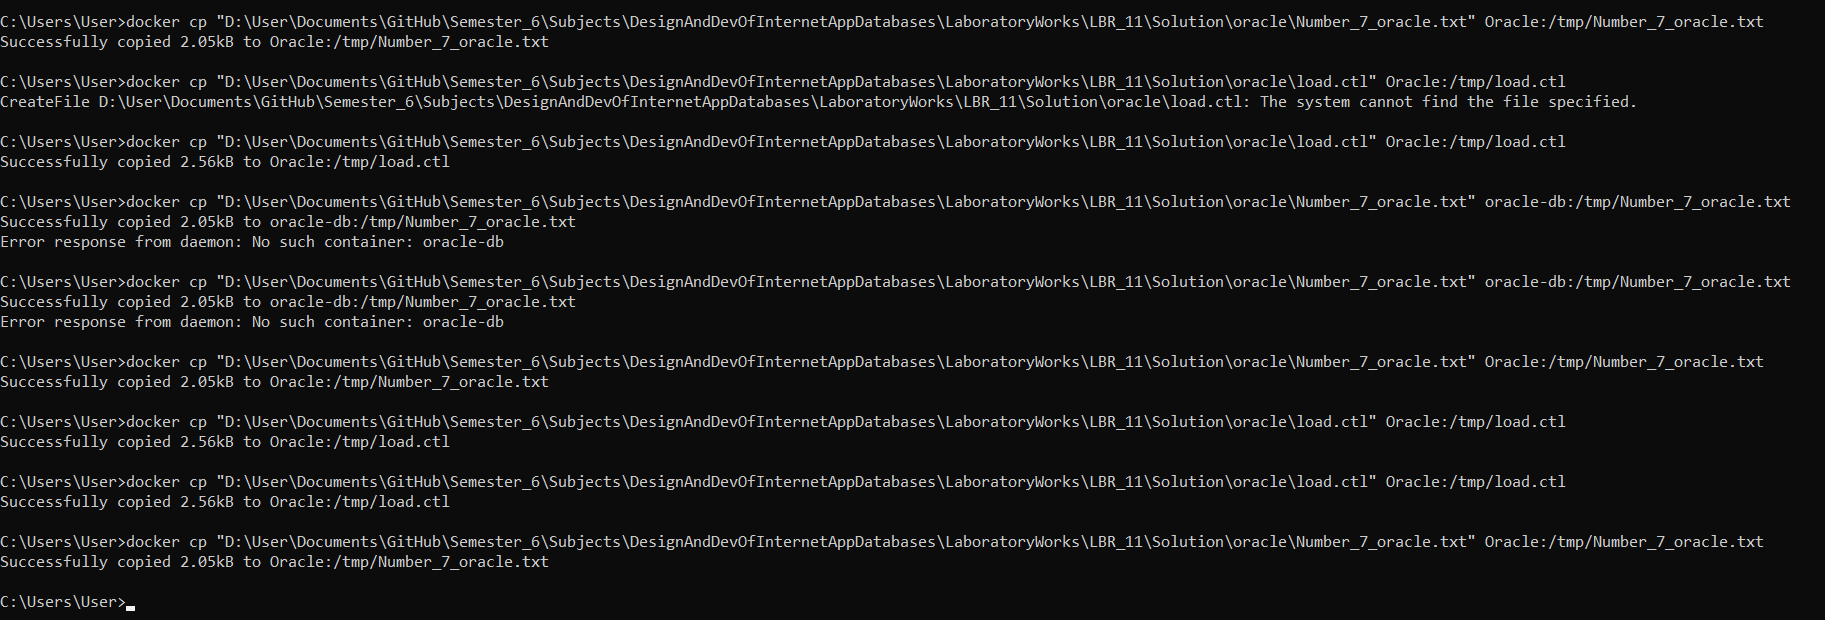 C:\Users\User>docker cp "D:\User\Documents\GitHub\Semester_6\Subjects\DesignAndDevOfInternetAppDatabases\LaboratoryWorks\LBR_11\Solution\oracle\Number_7_oracle.txt" Oracle:/tmp/Number_7_oracle.txt
Successfully copied 2.05kB to Oracle:/tmp/Number_7_oracle.txt
C:\Users\User>docker cp "D:\User\Documents\GitHub\Semester_6\Subjects\DesignAndDevOfInternetAppDatabases\LaboratoryWorks\LBR_11\Solution\oracle\load.ctl" Oracle:/tmp/load.ctl
CreateFile D:\User\Documents\GitHub\Semester_6\Subjects\DesignAndDevOfInternetAppDatabases\LaboratoryWorks\LBR_11\Solution\oracle\load.ctl: The system cannot find the file specified.
C:\Users\User>docker cp "D:\User\Documents\GitHub\Semester_6\Subjects\DesignAndDevOfInternetAppDatabases\LaboratoryWorks\LBR_11\Solution\oracle\load.ctl" Oracle:/tmp/load.ctl
Successfully copied 2.56kB to Oracle:/tmp/load.ctl
C:\Users\User>docker cp "D:\User\Documents\GitHub\Semester_6\Subjects\DesignAndDevOfInternetAppDatabases\LaboratoryWorks\LBR_11\Solution\oracle\Number_7_oracle.txt" oracle-db:/tmp/Number_7_oracle.txt
Successfully copied 2.05kB to oracle-db:/tmp/Number_7_oracle.txt
Error response from daemon: No such container: oracle-db
C:\Users\User>docker cp "D:\User\Documents\GitHub\Semester_6\Subjects\DesignAndDevOfInternetAppDatabases\LaboratoryWorks\LBR_11\Solution\oracle\Number_7_oracle.txt" oracle-db:/tmp/Number_7_oracle.txt
Successfully copied 2.05kB to oracle-db:/tmp/Number_7_oracle.txt
Error response from daemon: No such container: oracle-db
C:\Users\User>docker cp "D:\User\Documents\GitHub\Semester_6\Subjects\DesignAndDevOfInternetAppDatabases\LaboratoryWorks\LBR_11\Solution\oracle\Number_7_oracle.txt" Oracle:/tmp/Number_7_oracle.txt
Successfully copied 2.05kB to Oracle:/tmp/Number_7_oracle.txt
C:\Users\User>docker cp "D:\User\Documents\GitHub\Semester_6\Subjects\DesignAndDevOfInternetAppDatabases\LaboratoryWorks\LBR_11\Solution\oracle\load.ctl" Oracle:/tmp/load.ctl
Successfully copied 2.56kB to Oracle:/tmp/load.ctl
C:\Users\User>docker cp "D:\User\Documents\GitHub\Semester_6\Subjects\DesignAndDevOfInternetAppDatabases\LaboratoryWorks\LBR_11\Solution\oracle\load.ctl" Oracle:/tmp/load.ctl
Successfully copied 2.56kB to Oracle:/tmp/load.ctl
C:\Users\User>docker cp "D:\User\Documents\GitHub\Semester_6\Subjects\DesignAndDevOfInternetAppDatabases\LaboratoryWorks\LBR_11\Solution\oracle\Number_7_oracle.txt" Oracle:/tmp/Number_7_oracle.txt
Successfully copied 2.05kB to Oracle:/tmp/Number_7_oracle.txt
C:\Users\User>